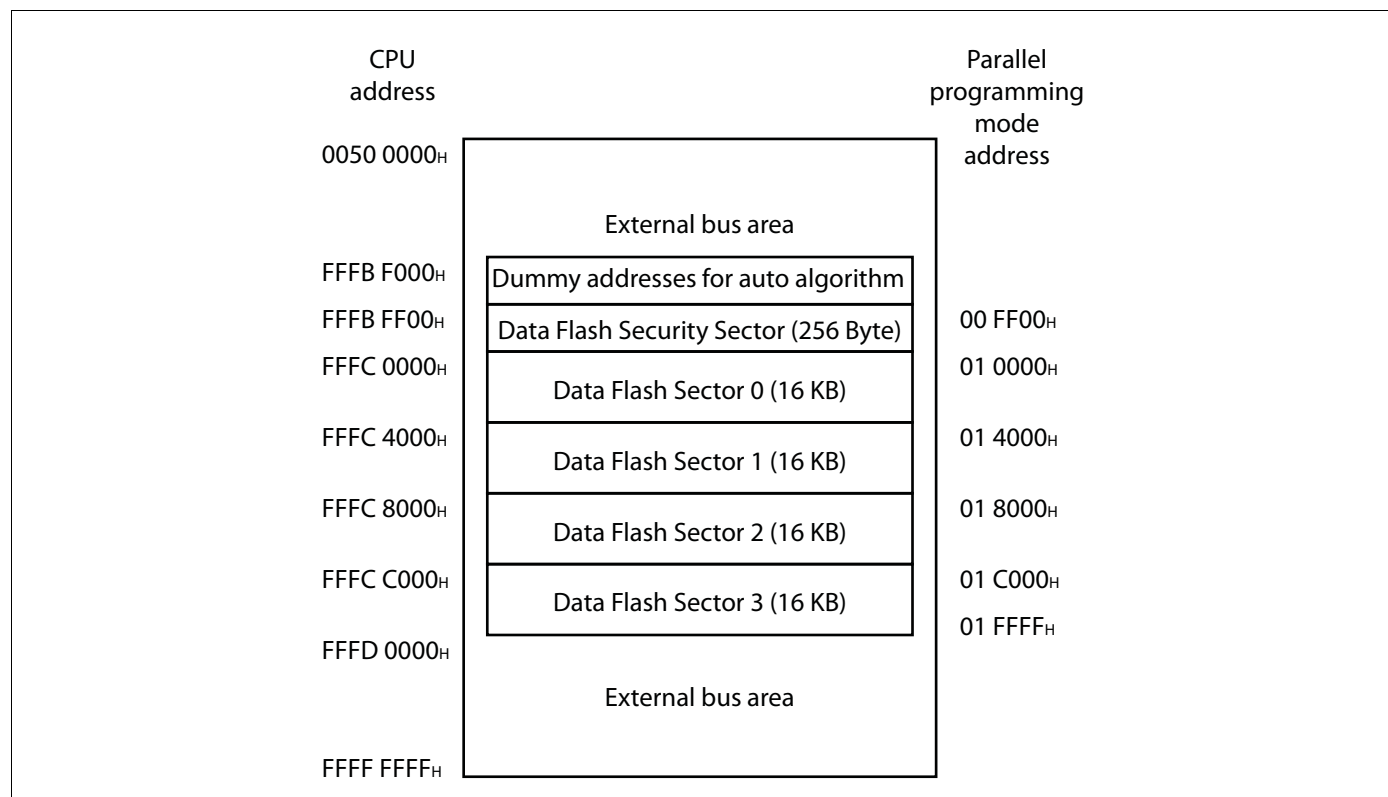 CPU
address
Parallel
programming
mode
address
0050 0000H
External bus area
FFFB F000H
Dummy addresses for auto algorithm
FFFB FF00H
Data Flash Security Sector (256 Byte)
00 FF00H
FFFC 0000H
Data Flash Sector 0 (16 KB)
01 0000H
FFFC 4000H
Data Flash Sector 1 (16 KB)
01 4000H
FFFC 8000H
Data Flash Sector 2 (16 KB)
01 8000H
FFFC C000H
Data Flash Sector 3 (16 KB)
01 C000H
01 FFFFH
FFFD 0000H
External bus area
FFFF FFFFH